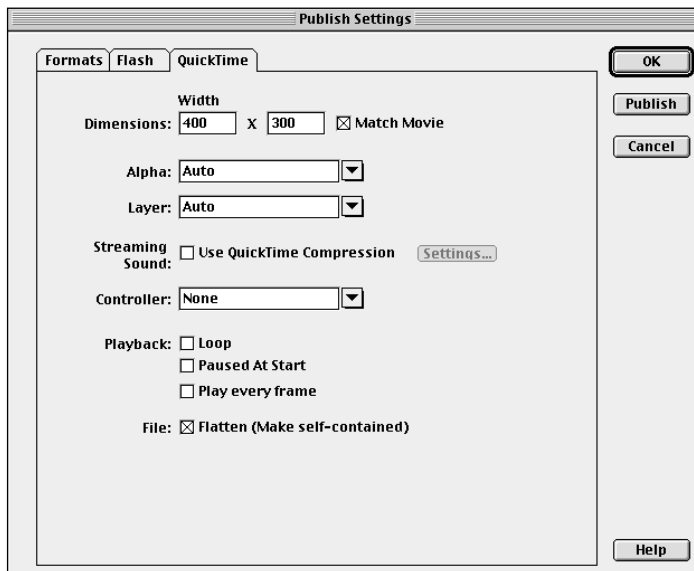 Publish Settings
Formats Flash QuickTime
OK
Publish
Cancel
Width
Dimensions: 400 X 300 Match Movie
Alpha: Auto
Layer: Auto
Streaming
Sound: Use QuickTime Compression Settings...
Controller: None
Playback: Loop
Paused At Start
Play every frame
File: Flatten (Make self-contained)
Help